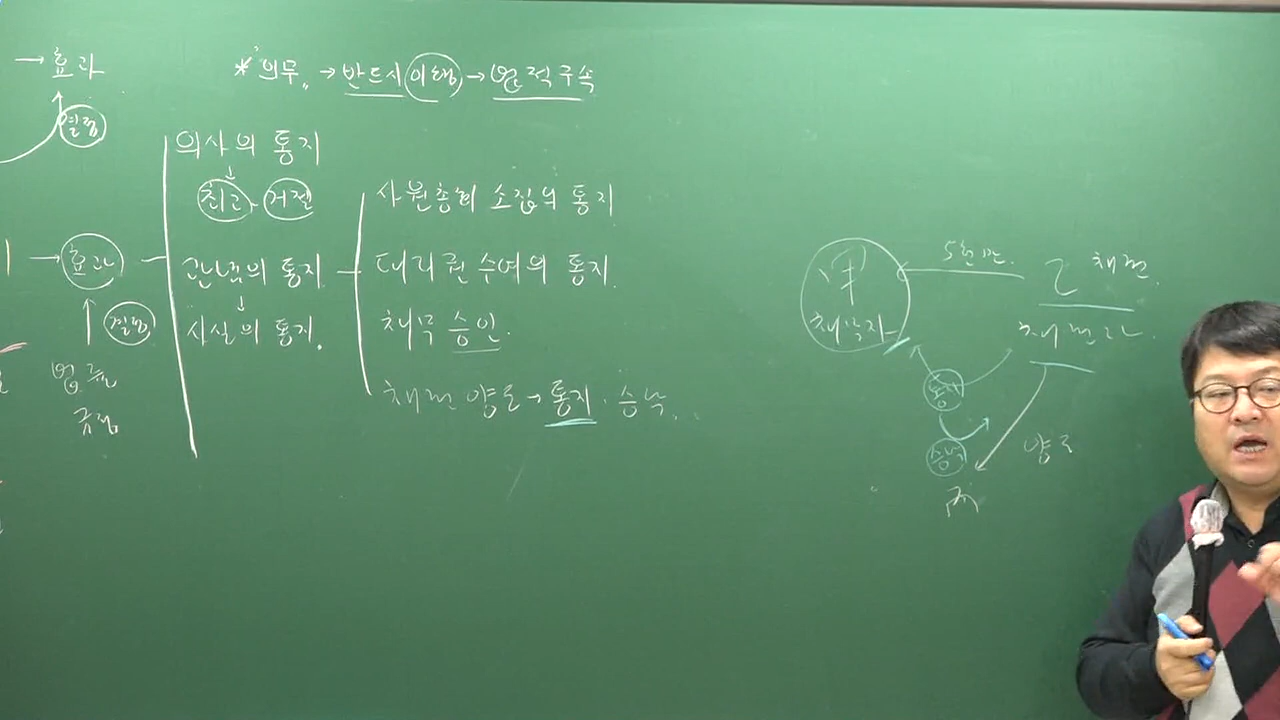 → 효과
결정
* "의무" → 반드시 이행 → 법적구속
의사의 통지
↓
최고, 거절
→ 효과
결정
법률
규정
관념의 통지
↓
사실의 통지.
사원총회 소집의 통지
대리권 수여의 통지.
채무 승인.
채권 양도 → 통지 · 승낙.
甲
채무자
5천만.
乙 채권.
채권자.
통지
승낙
양도
丙